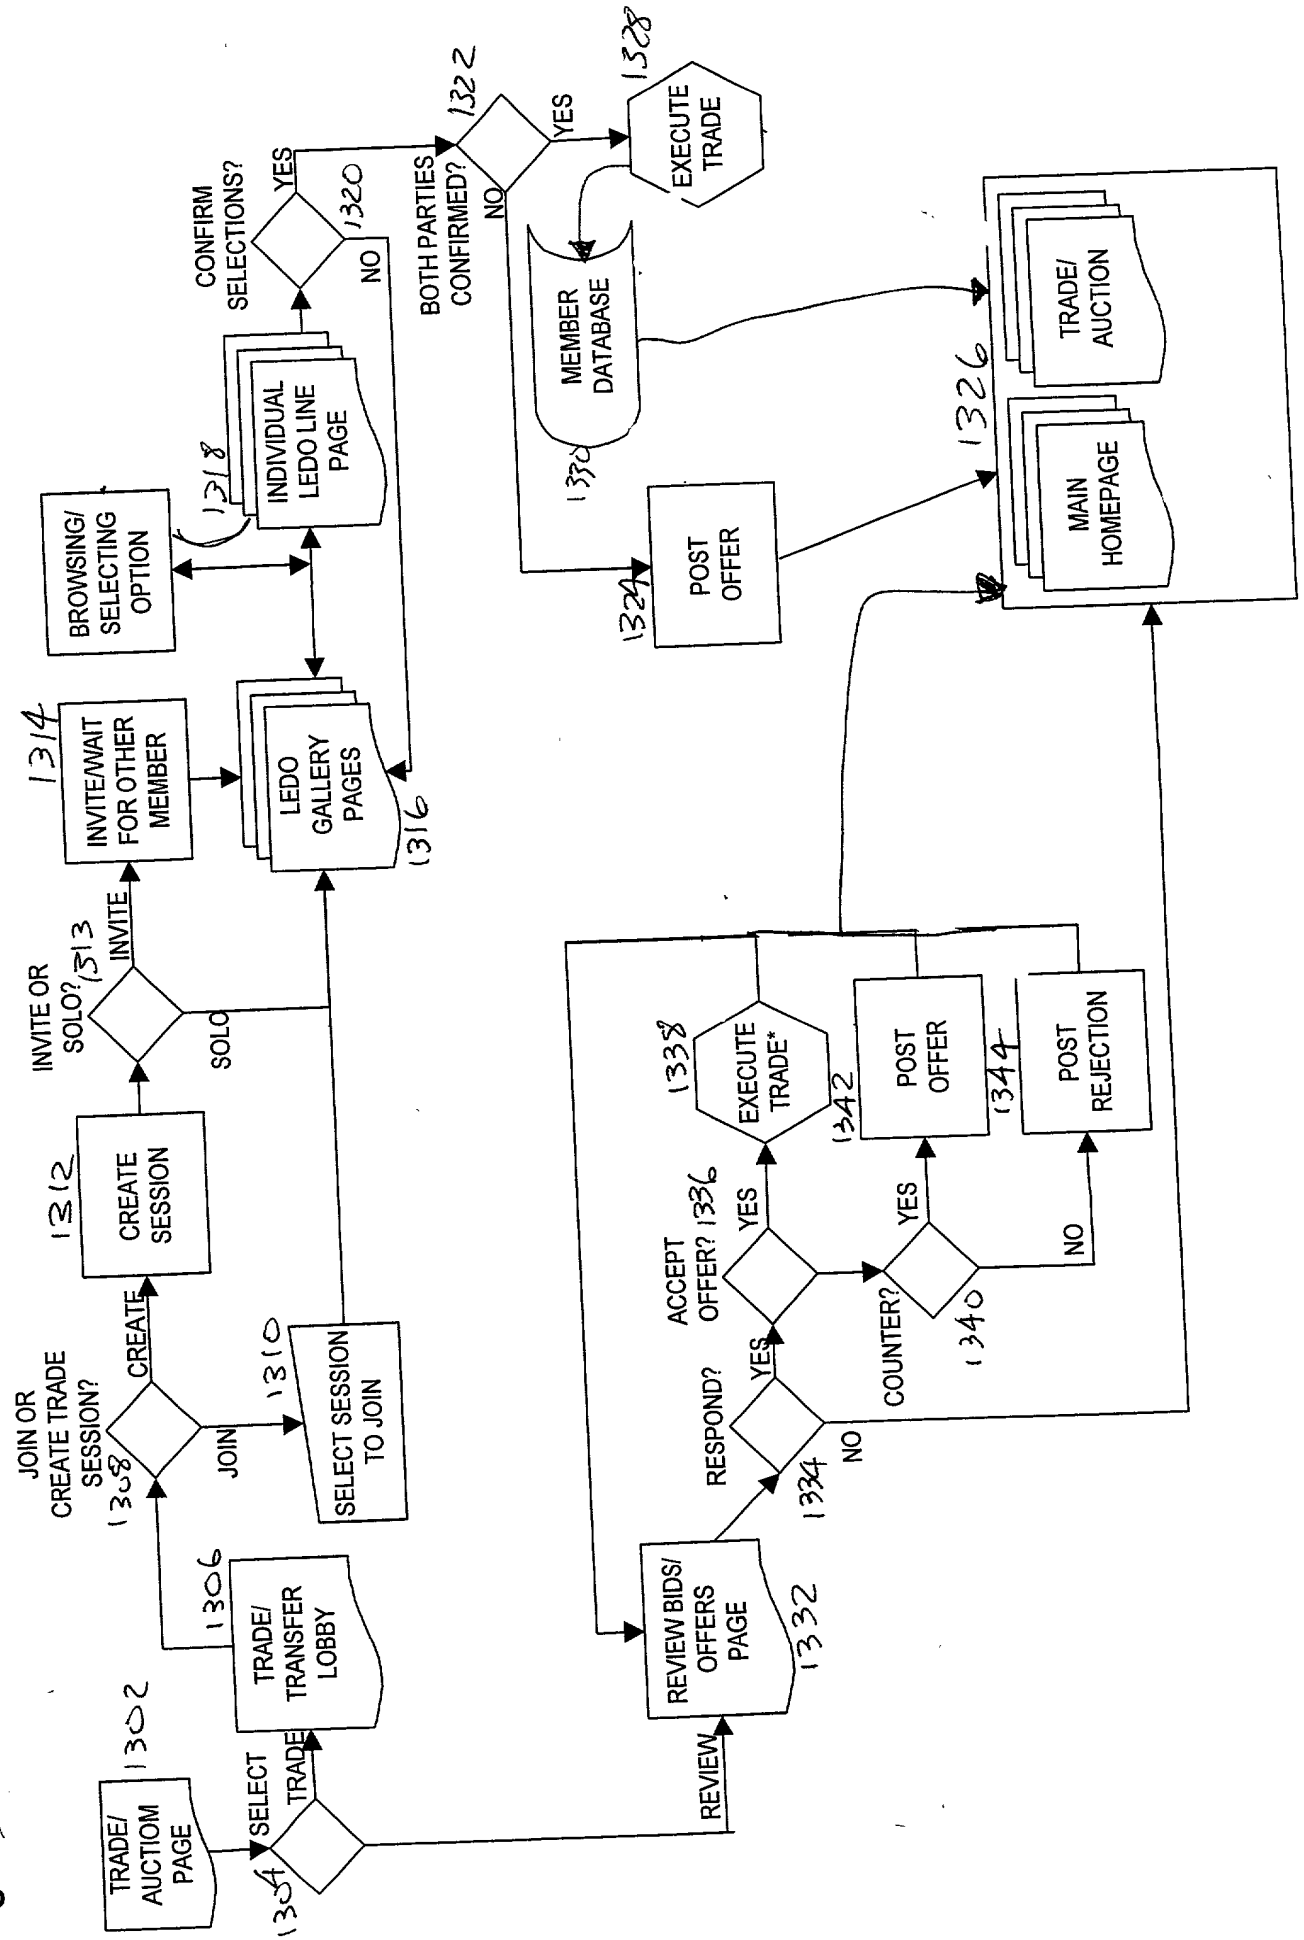 TRADE/
AUCTIOM
PAGE
1302
SELECT
1304
TRADE
REVIEW
TRADE/
TRANSFER
LOBBY
1306
JOIN OR
CREATE TRADE
SESSION?
1308
CREATE
JOIN
SELECT SESSION
TO JOIN
1310
CREATE
SESSION
1312
INVITE OR
SOLO?
1313
INVITE
SOLO
INVITE/WAIT
FOR OTHER
MEMBER
1314
LEDO
GALLERY
PAGES
1316
BROWSING/
SELECTING
OPTION
1318
INDIVIDUAL
LEDO LINE
PAGE
CONFIRM
SELECTIONS?
YES
1320
NO
BOTH PARTIES
CONFIRMED?
1322
NO
YES
EXECUTE
TRADE
1328
MEMBER
DATABASE
1330
POST
OFFER
1324
1326
MAIN
HOMEPAGE
TRADE/
AUCTION
REVIEW BIDS/
OFFERS
PAGE
1332
RESPOND?
1334
YES
NO
ACCEPT
OFFER?
1336
YES
EXECUTE
TRADE*
1338
COUNTER?
1340
YES
NO
POST
OFFER
1342
POST
REJECTION
1344